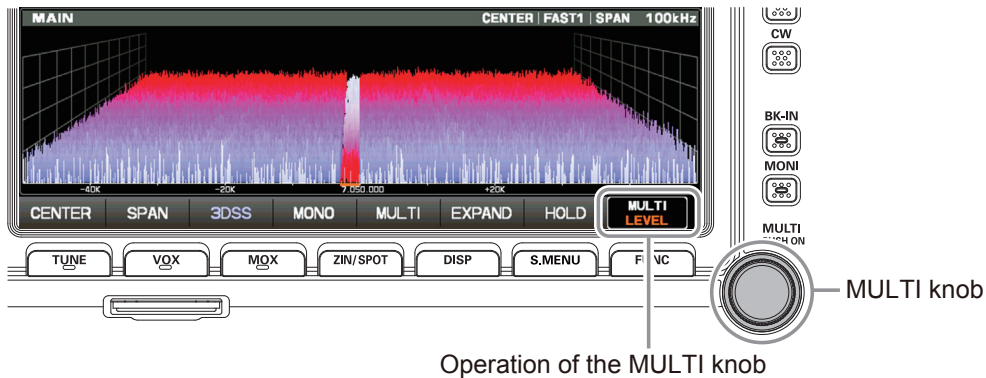 MAIN
CENTER FAST1 SPAN 100kHz
-40K -20K 7.050.000 +20K
CENTER SPAN 3DSS MONO MULTI EXPAND HOLD MULTI LEVEL
CW
BK-IN
MONI
MULTI
TUNE VOX MOX ZIN/SPOT DISP S.MENU FUNC
MULTI knob
Operation of the MULTI knob